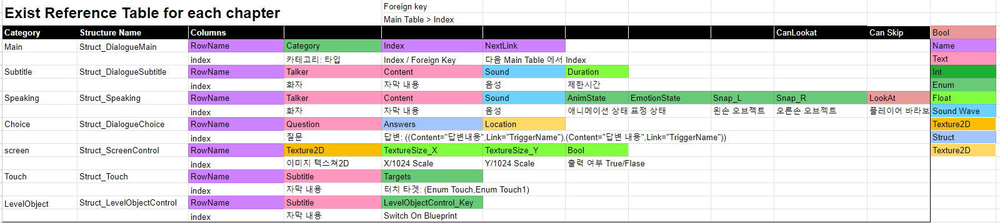 Exist Reference Table for each chapter
Foreign key
Main Table > Index
Category Structure Name Columns CanLookat Can Skip Bool
Main Struct_DialogueMain RowName Category Index NextLink Name
index 카테고리: 타입 Index / Foreign Key 다음 Main Table 에서 Index Text
Subtitle Struct_DialogueSubtitle RowName Talker Content Sound Duration Int
index 화자 자막 내용 음성 제한시간 Enum
Speaking Struct_Speaking RowName Talker Content Sound AnimState EmotionState Snap_L Snap_R LookAt Float
index 화자 자막 내용 음성 애니메이션 상태 표정 상태 왼손 오브젝트 오른손 오브젝트 플레이어 바라보 Sound Wave
Choice Struct_DialogueChoice RowName Question Answers Location Texture2D
index 질문 답변: ((Content="답변내용",Link="TriggerName"),(Content="답변 내용",Link="TriggerName")) Struct
screen Struct_ScreenControl RowName Texture2D TextureSize_X TextureSize_Y Bool Texture2D
index 이미지 텍스쳐2D X/1024 Scale Y/1024 Scale 출력 여부 True/Flase
Touch Struct_Touch RowName Subtitle Targets
index 자막 내용 터치 타겟: (Enum Touch,Enum Touch1)
LevelObject Struct_LevelObjectControl RowName Subtitle LevelObjectControl_Key
index 자막 내용 Switch On Blueprint